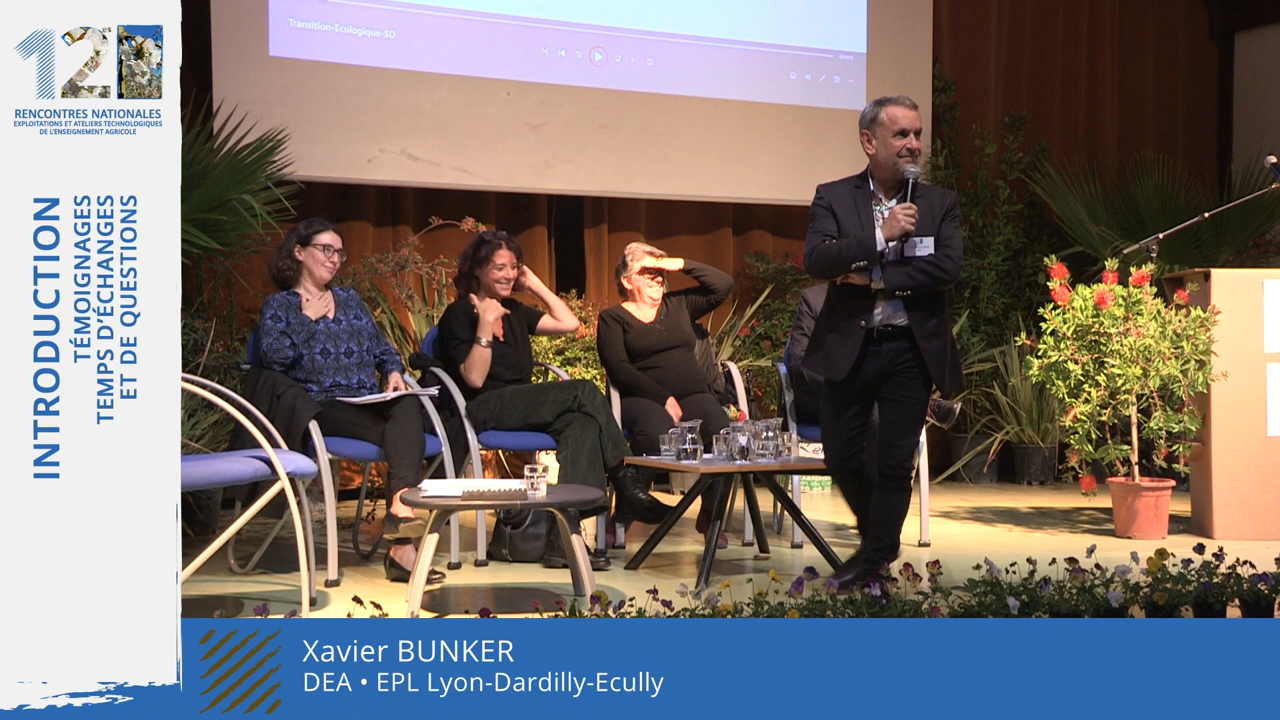 12es
RENCONTRES NATIONALES
EXPLOITATIONS ET ATELIERS TECHNOLOGIQUES
DE L'ENSEIGNEMENT AGRICOLE
INTRODUCTION
TÉMOIGNAGES
TEMPS D'ÉCHANGES
ET DE QUESTIONS
Transition-Ecologique-SD
Xavier BUNKER
DEA • EPL Lyon-Dardilly-Ecully